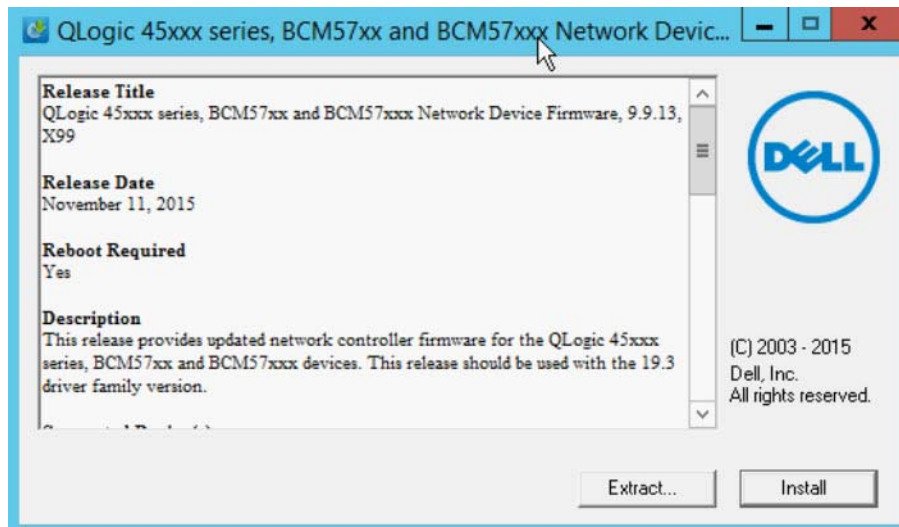 QLogic 45xxx series, BCM57xx and BCM57xxx Network Devic...
Release Title
QLogic 45xxx series, BCM57xx and BCM57xxx Network Device Firmware, 9.9.13,
X99
Release Date
November 11, 2015
Reboot Required
Yes
Description
This release provides updated network controller firmware for the QLogic 45xxx
series, BCM57xx and BCM57xxx devices. This release should be used with the 19.3
driver family version.
DELL
(C) 2003 - 2015
Dell, Inc.
All rights reserved.
Extract...
Install